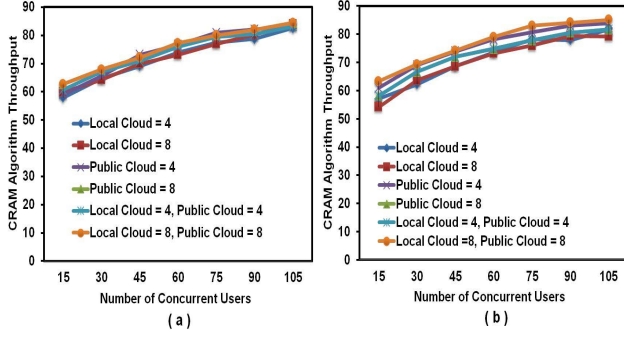 CRAM Algorithm Throughput
90
80
70
60
50
40
30
20
10
0
Local Cloud = 4
Local Cloud = 8
Public Cloud = 4
Public Cloud = 8
Local Cloud = 4, Public Cloud = 4
Local Cloud = 8, Public Cloud = 8
15 30 45 60 75 90 105
Number of Concurrent Users
( a )
CRAM Algorithm Throughput
90
80
70
60
50
40
30
20
10
0
Local Cloud = 4
Local Cloud = 8
Public Cloud = 4
Public Cloud = 8
Local Cloud = 4, Public Cloud = 4
Local Cloud =8, Public Cloud = 8
15 30 45 60 75 90 105
Number of Concurrent Users
( b )